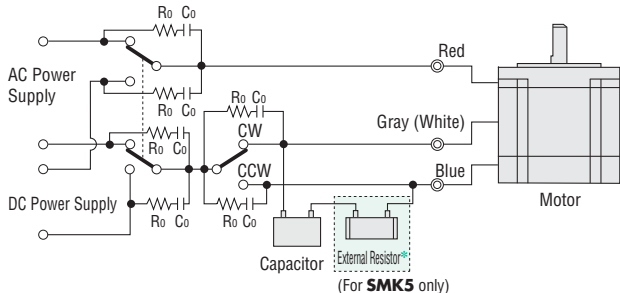 R₀ C₀
Red
AC Power
Supply
R₀ C₀
R₀ C₀
Gray (White)
CW
R₀ C₀
Blue
CCW
Motor
DC Power Supply
R₀ C₀
R₀ C₀
Capacitor
External Resistor*
(For SMK5 only)